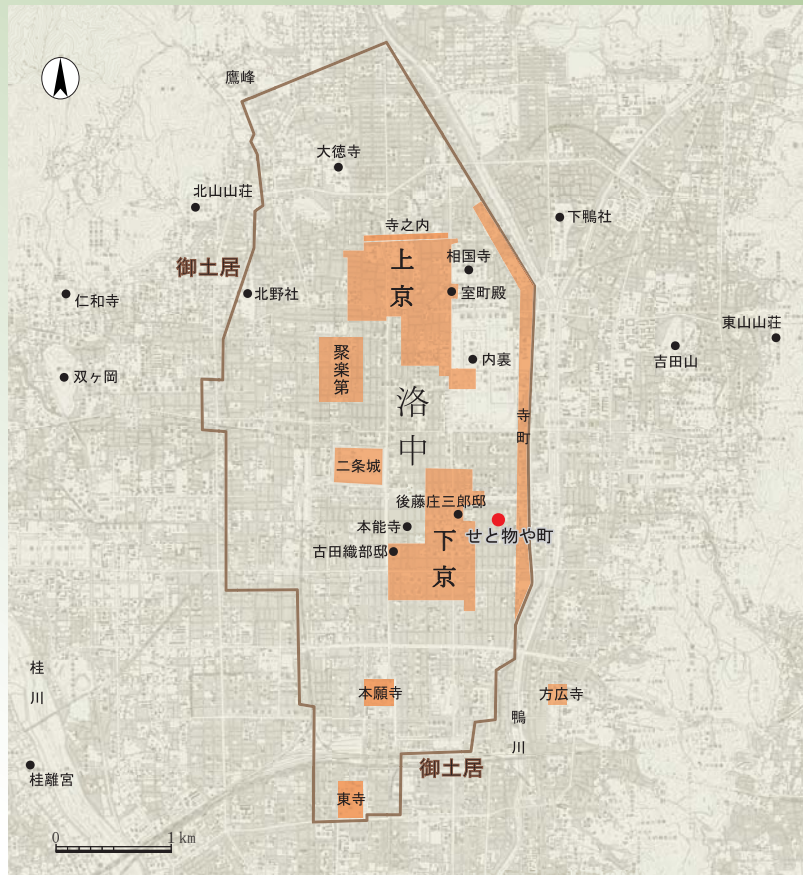 鷹峰
大徳寺
北山山荘
下鴨社
寺之内
上京
相国寺
御土居
室町殿
北野社
仁和寺
東山山荘
吉田山
内裏
聚楽第
双ヶ岡
洛中
寺町
二条城
後藤庄三郎邸
本能寺
せと物や町
古田織部邸
下京
桂川
本願寺
方広寺
鴨川
御土居
桂離宮
東寺
0 1 km